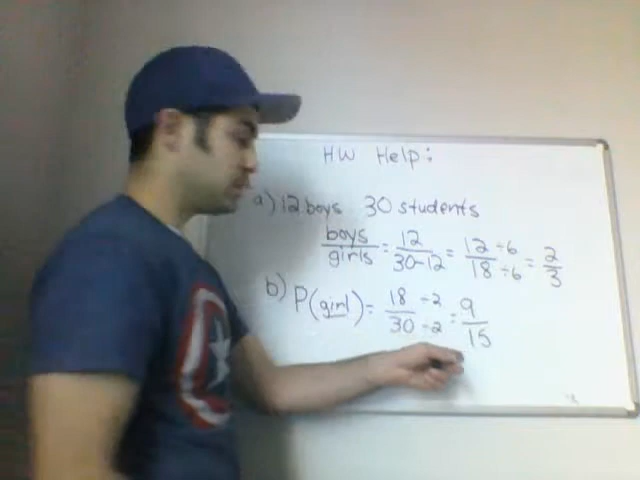 HW Help:
a) 12 boys 30 students
boys/girls = 12/30-12 = 12÷6/18÷6 = 2/3
b) P(girl) = 18÷2/30÷2 = 9/15